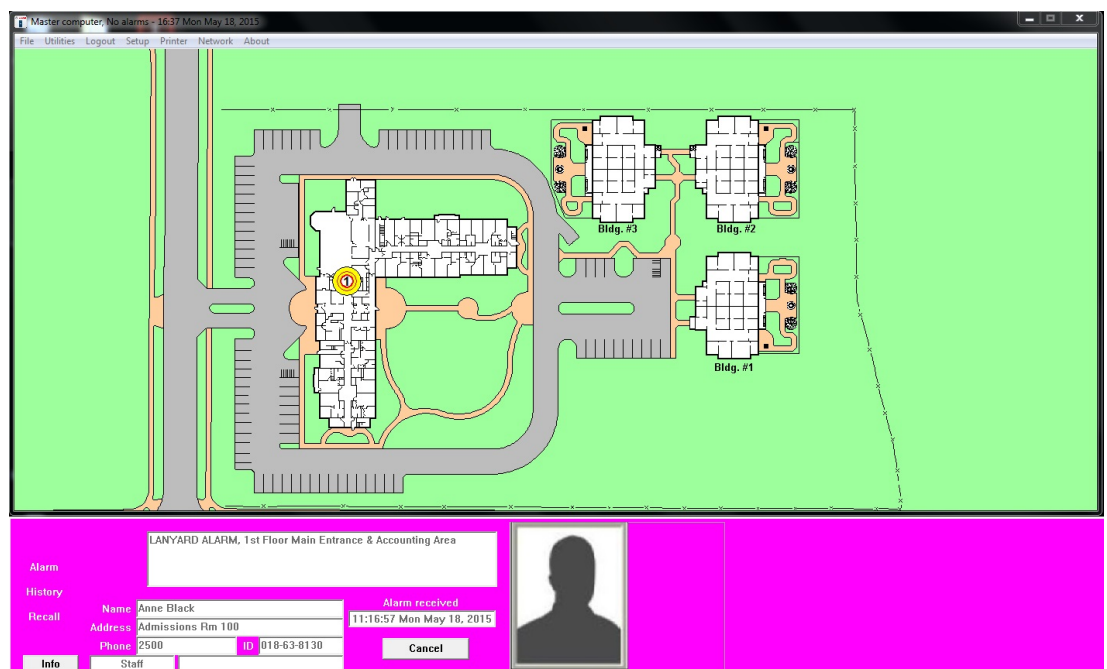 Master computer, No alarms - 16:37 Mon May 18, 2015
File Utilities Logout Setup Printer Network About
Bldg. #3 Bldg. #2
1
Bldg. #1
LANYARD ALARM, 1st Floor Main Entrance & Accounting Area
Alarm
History
Recall
Name Anne Black
Address Admissions Rm 100
Phone 2500 ID 018-63-8130
Alarm received
11:16:57 Mon May 18, 2015
Cancel
Info Staff